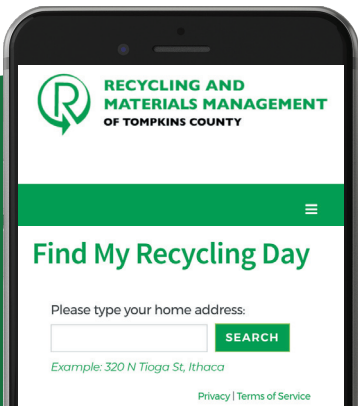 RECYCLING AND
MATERIALS MANAGEMENT
OF TOMPKINS COUNTY
Find My Recycling Day
Please type your home address:
SEARCH
Example: 320 N Tioga St, Ithaca
Privacy | Terms of Service